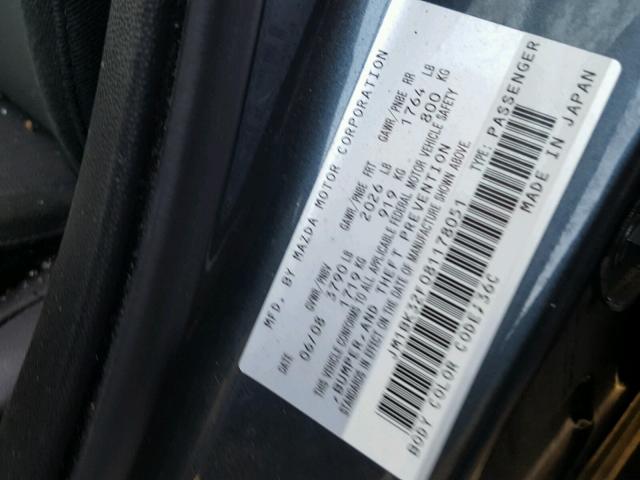 MFD. BY MAZDA MOTOR CORPORATION
DATE GVWR/PNBV GAWR/PNBE FRT GAWR/PNBE RR
06/08 3790 LB 2026 LB 1764 LB
1719 KG 919 KG 800 KG
THIS VEHICLE CONFORMS TO ALL APPLICABLE FEDERAL MOTOR VEHICLE SAFETY
/BUMPER,AND THEFT PREVENTION
STANDARDS IN EFFECT ON THE DATE OF MANUFACTURE SHOWN ABOVE.
JM1BK32F081178051 TYPE: PASSENGER
BODY COLOR CODE: 36C MADE IN JAPAN